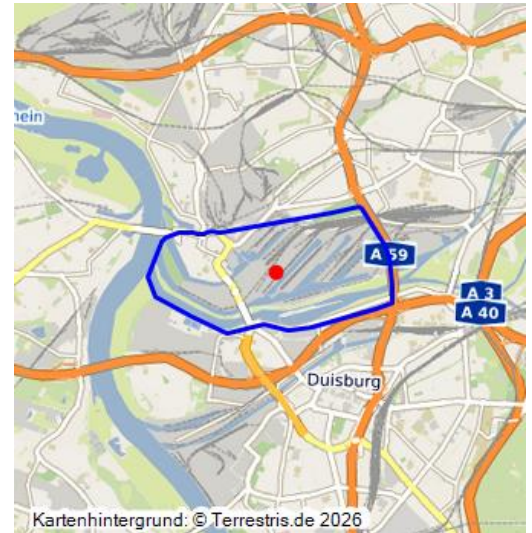 hein
A 59
A 3
A 40
Duisburg
Kartenhintergrund: © Terrestris.de 2026